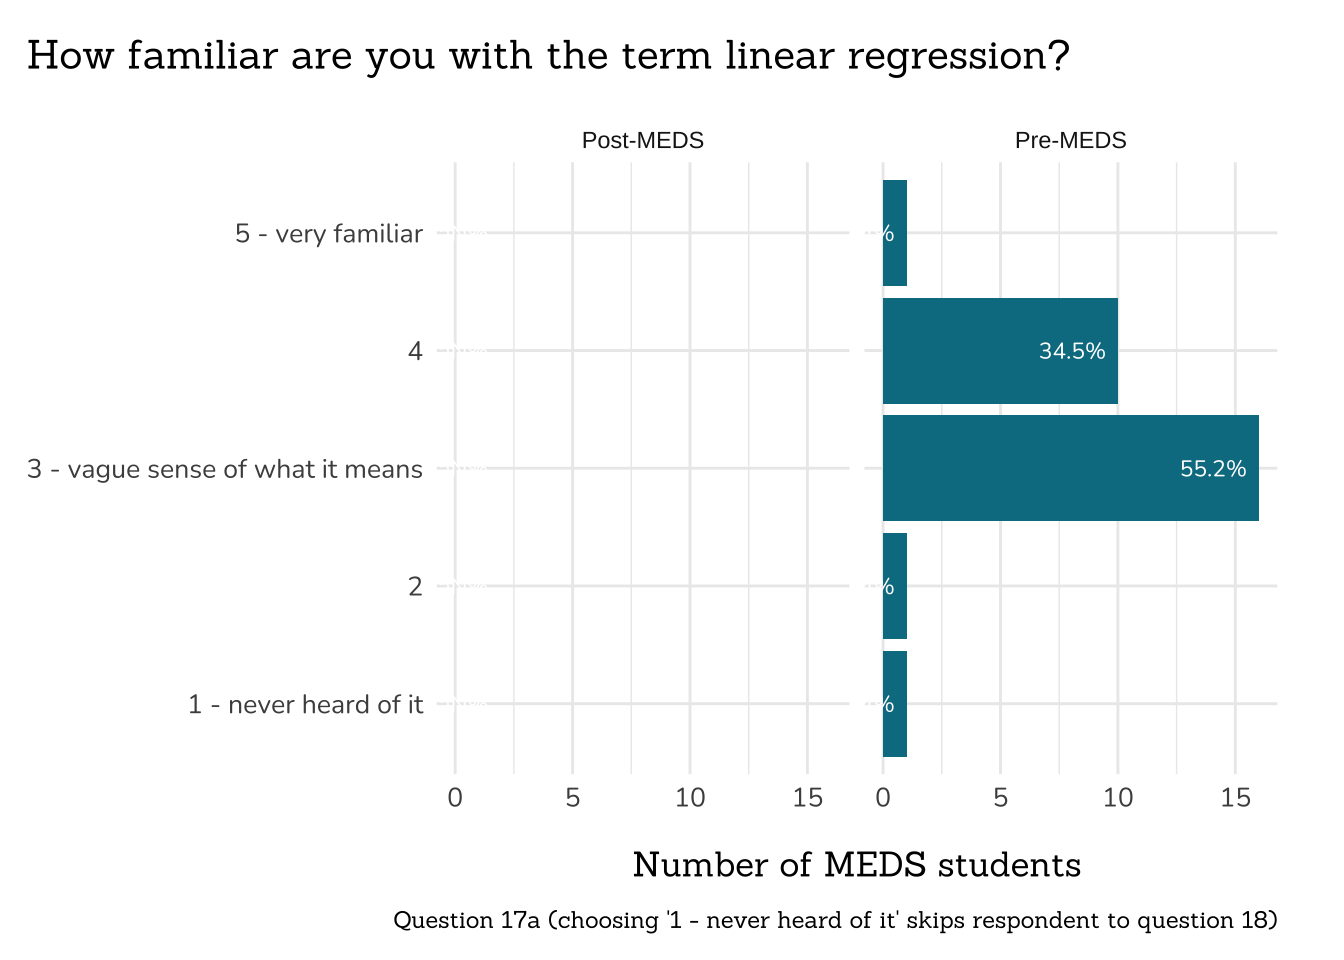 How familiar are you with the term linear regression?
Post-MEDS
Pre-MEDS
5 - very familiar
%
4
34.5%
3 - vague sense of what it means
55.2%
2
%
1 - never heard of it
%
0 5 10 15 0 5 10 15
Number of MEDS students
Question 17a (choosing '1 - never heard of it' skips respondent to question 18)